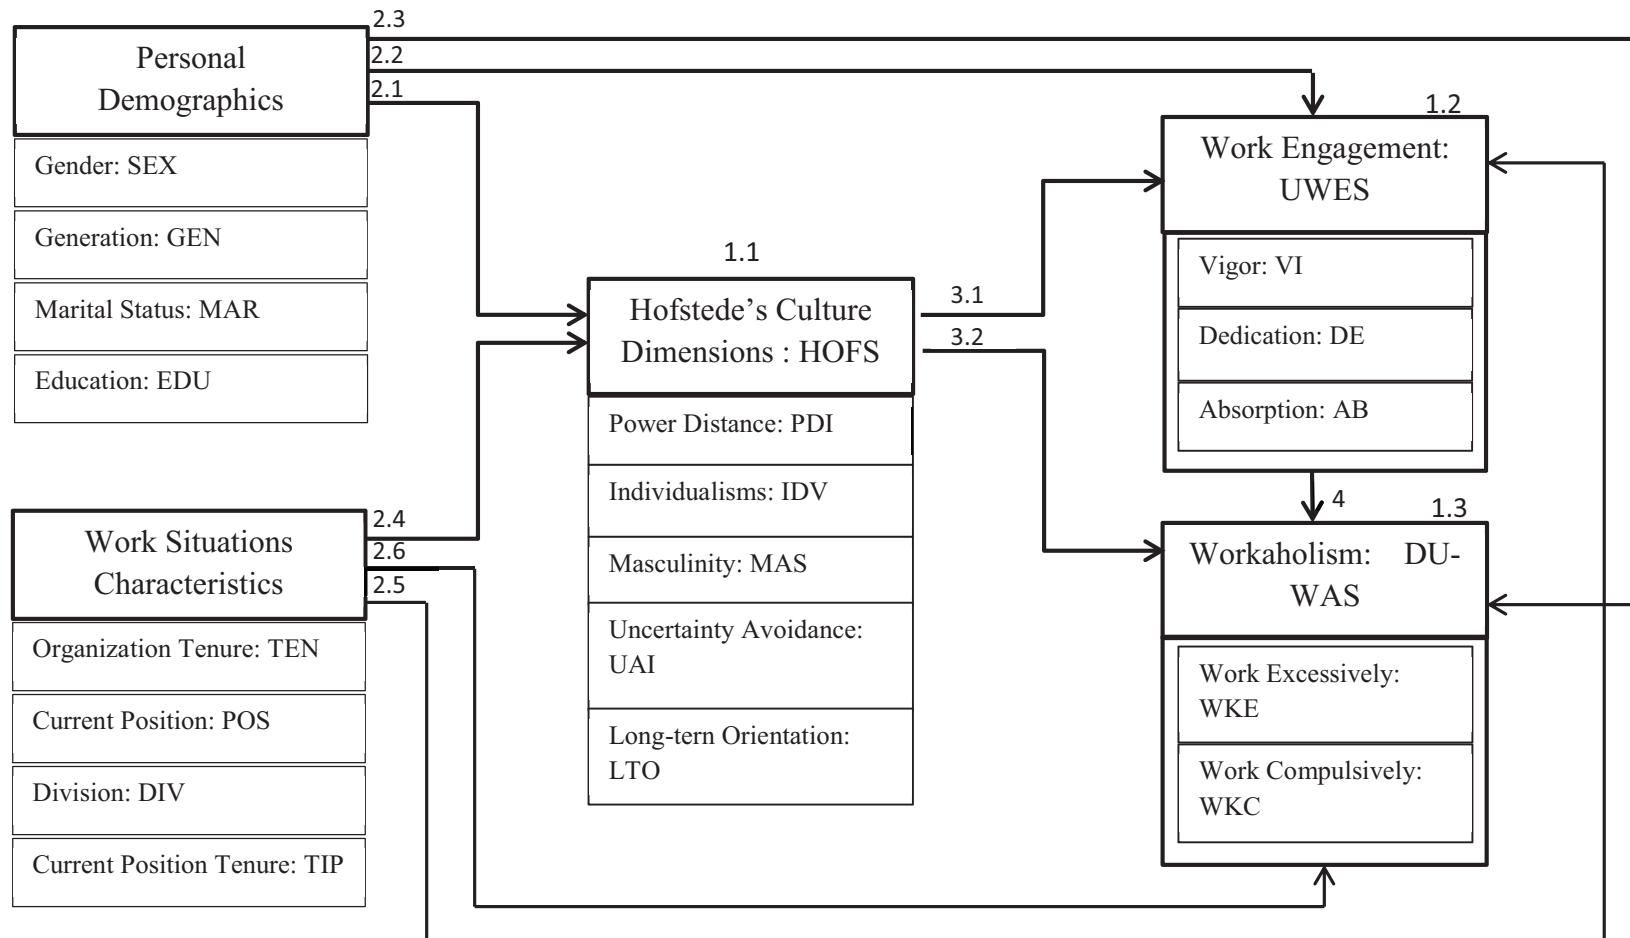 2.3
Personal
Demographics
2.2
2.1
Gender: SEX
Generation: GEN
Marital Status: MAR
Education: EDU
Work Situations
Characteristics
2.4
2.6
2.5
Organization Tenure: TEN
Current Position: POS
Division: DIV
Current Position Tenure: TIP
1.1
Hofstede’s Culture
Dimensions : HOFS
3.1
3.2
Power Distance: PDI
Individualisms: IDV
Masculinity: MAS
Uncertainty Avoidance:
UAI
Long-tern Orientation:
LTO
1.2
Work Engagement:
UWES
Vigor: VI
Dedication: DE
Absorption: AB
4
1.3
Workaholism: DU-
WAS
Work Excessively:
WKE
Work Compulsively:
WKC